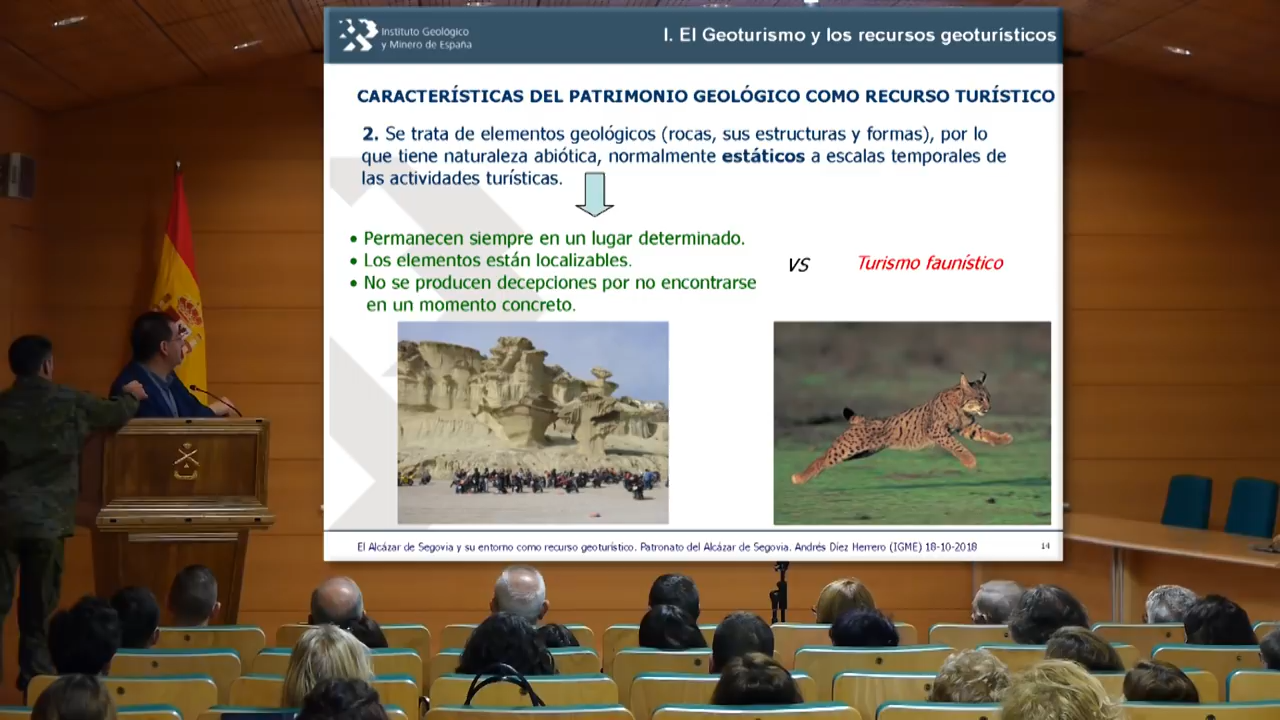 Instituto Geológico
y Minero de España
I. El Geoturismo y los recursos geoturísticos
CARACTERÍSTICAS DEL PATRIMONIO GEOLÓGICO COMO RECURSO TURÍSTICO
2. Se trata de elementos geológicos (rocas, sus estructuras y formas), por lo
que tiene naturaleza abiótica, normalmente estáticos a escalas temporales de
las actividades turísticas.
• Permanecen siempre en un lugar determinado.
• Los elementos están localizables.
• No se producen decepciones por no encontrarse
en un momento concreto.
VS
Turismo faunístico
El Alcázar de Segovia y su entorno como recurso geoturístico. Patronato del Alcázar de Segovia. Andrés Díez Herrero (IGME) 18-10-2018
14